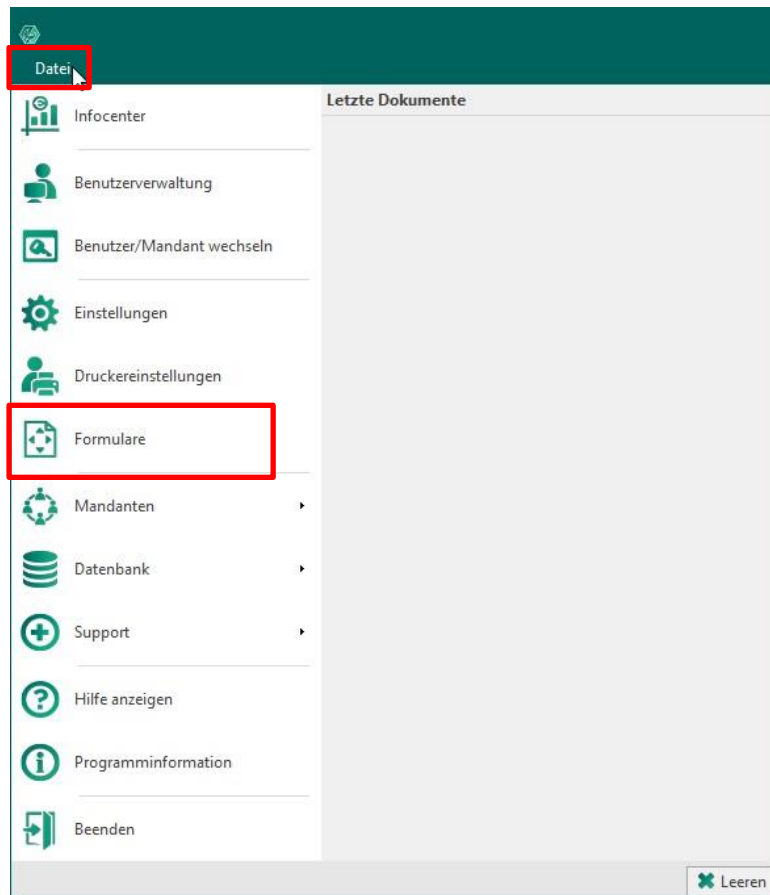 Datei
Letzte Dokumente
Infocenter
Benutzerverwaltung
Benutzer/Mandant wechseln
Einstellungen
Druckereinstellungen
Formulare
Mandanten
Datenbank
Support
Hilfe anzeigen
Programminformation
Beenden
Leeren